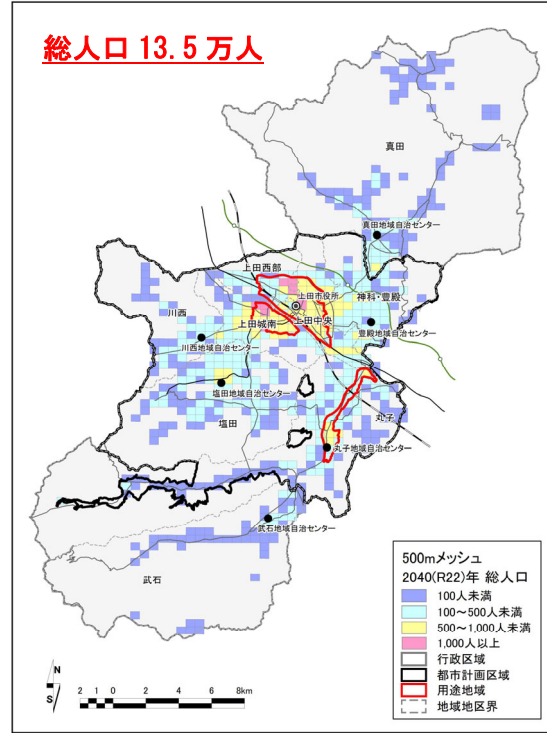 総人口 13.5 万人
真田
真田地域自治センター
上田西部
上田市役所
神科・豊殿
川西
上田城南
上田中央
豊殿地域自治センター
川西地域自治センター
塩田地域自治センター
塩田
丸子
丸子地域自治センター
武石地域自治センター
武石
500mメッシュ
2040(R22)年 総人口
100人未満
100～500人未満
500～1,000人未満
1,000人以上
行政区域
都市計画区域
用途地域
地域地区界
N
S
2 1 0 2 4 6 8km